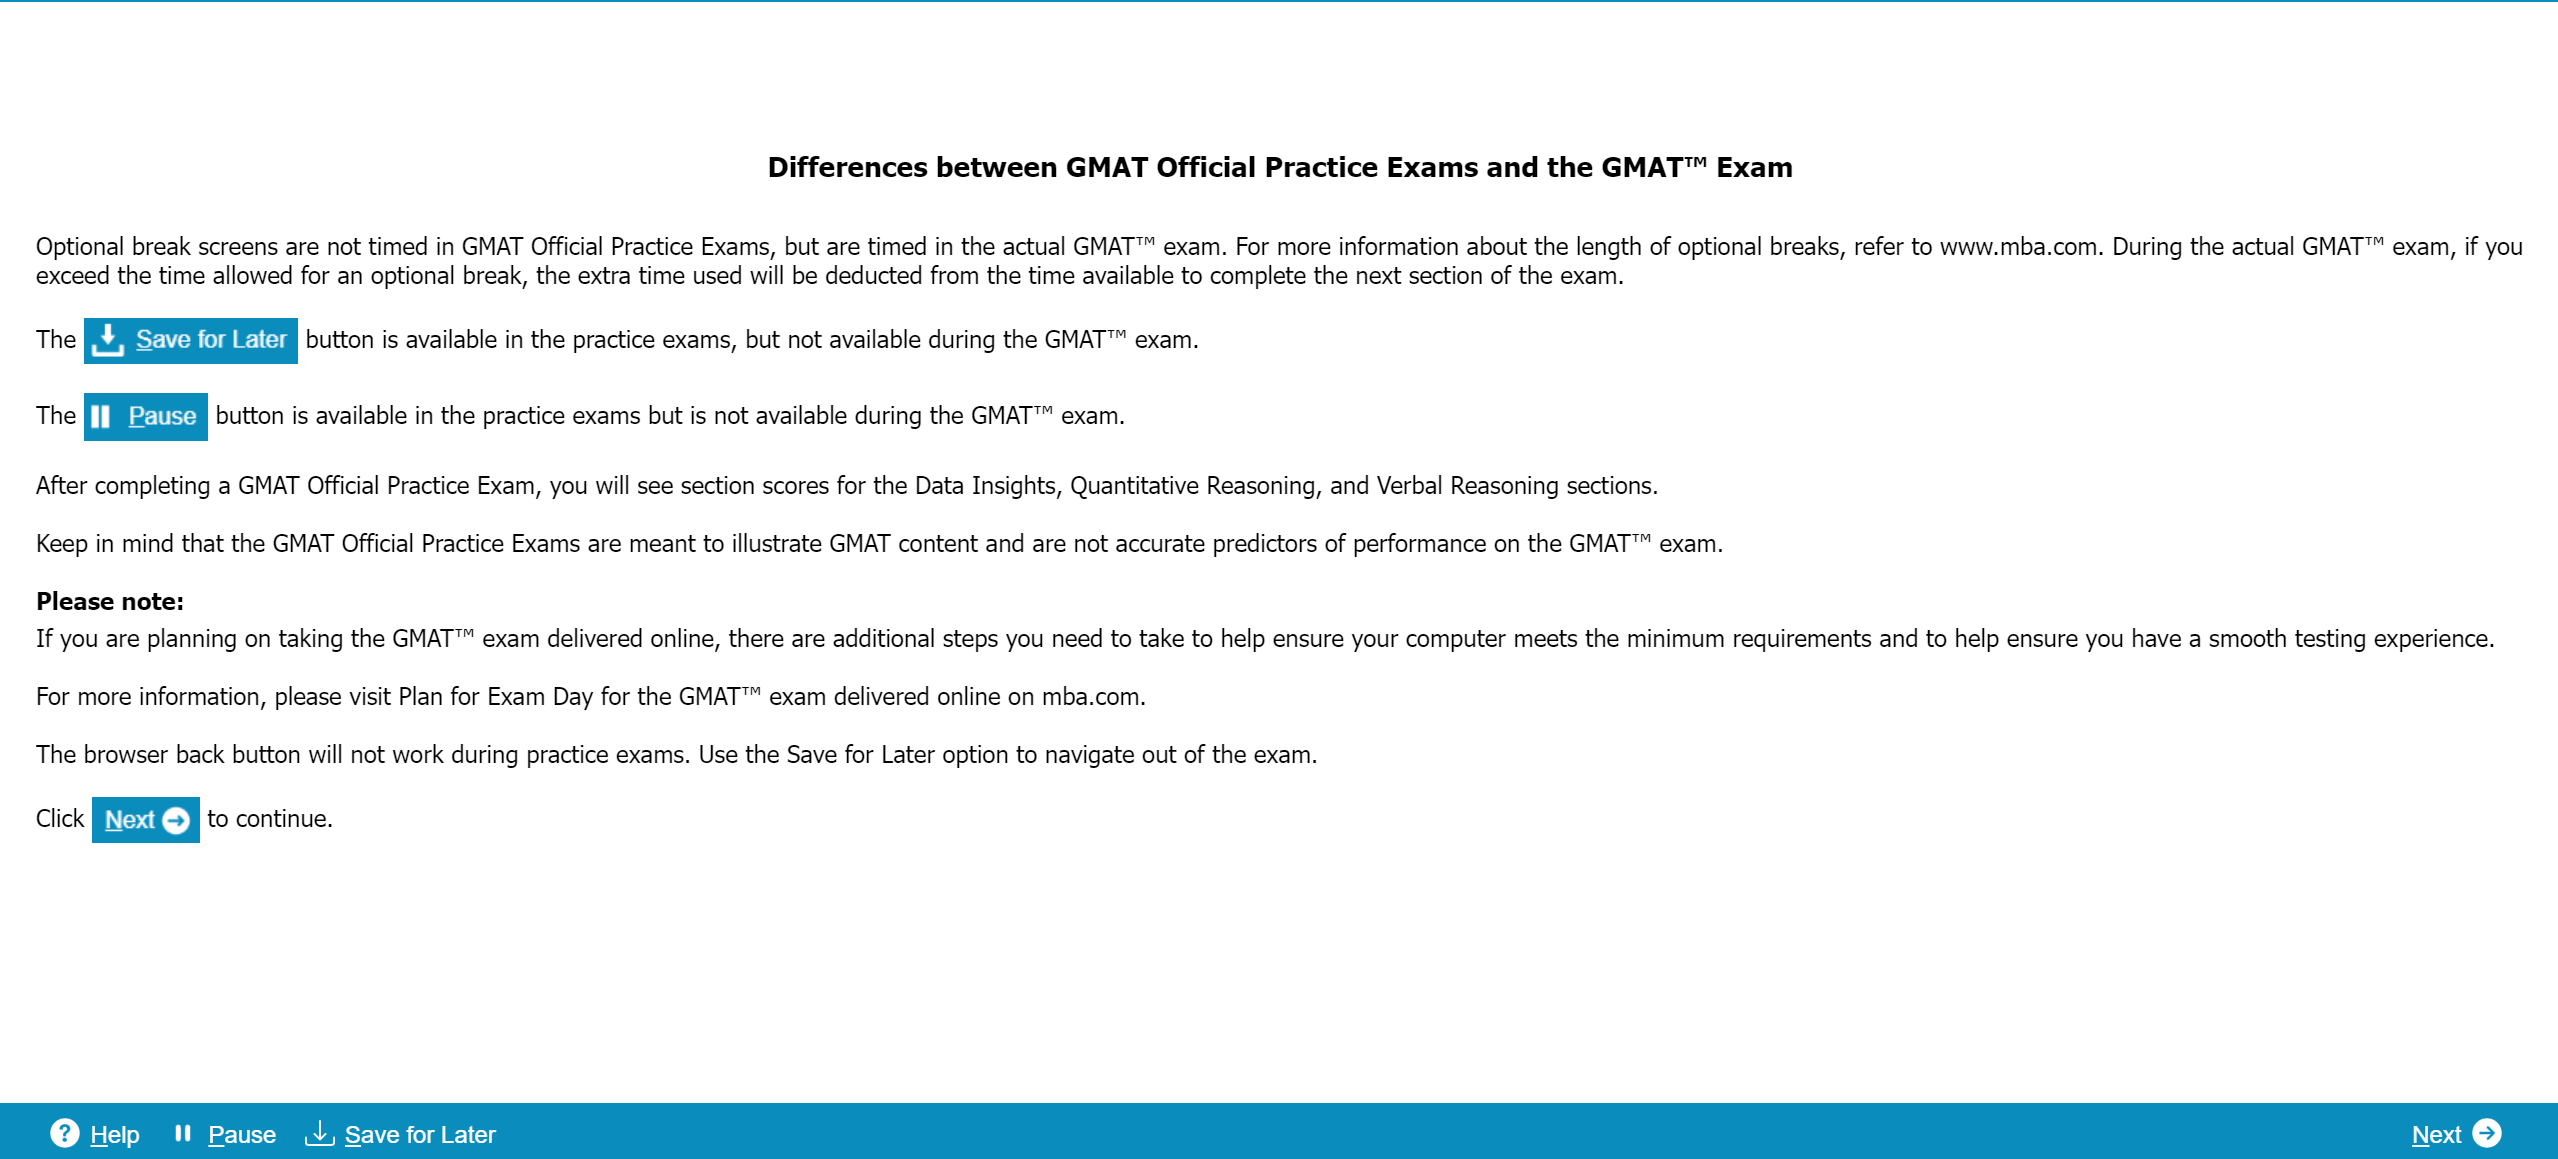 Differences between GMAT Official Practice Exams and the GMAT™ Exam
Optional break screens are not timed in GMAT Official Practice Exams, but are timed in the actual GMAT™ exam. For more information about the length of optional breaks, refer to www.mba.com. During the actual GMAT™ exam, if you
exceed the time allowed for an optional break, the extra time used will be deducted from the time available to complete the next section of the exam.
The Save for Later button is available in the practice exams, but not available during the GMAT™ exam.
The Pause button is available in the practice exams but is not available during the GMAT™ exam.
After completing a GMAT Official Practice Exam, you will see section scores for the Data Insights, Quantitative Reasoning, and Verbal Reasoning sections.
Keep in mind that the GMAT Official Practice Exams are meant to illustrate GMAT content and are not accurate predictors of performance on the GMAT™ exam.
Please note:
If you are planning on taking the GMAT™ exam delivered online, there are additional steps you need to take to help ensure your computer meets the minimum requirements and to help ensure you have a smooth testing experience.
For more information, please visit Plan for Exam Day for the GMAT™ exam delivered online on mba.com.
The browser back button will not work during practice exams. Use the Save for Later option to navigate out of the exam.
Click Next to continue.
Help Pause Save for Later Next